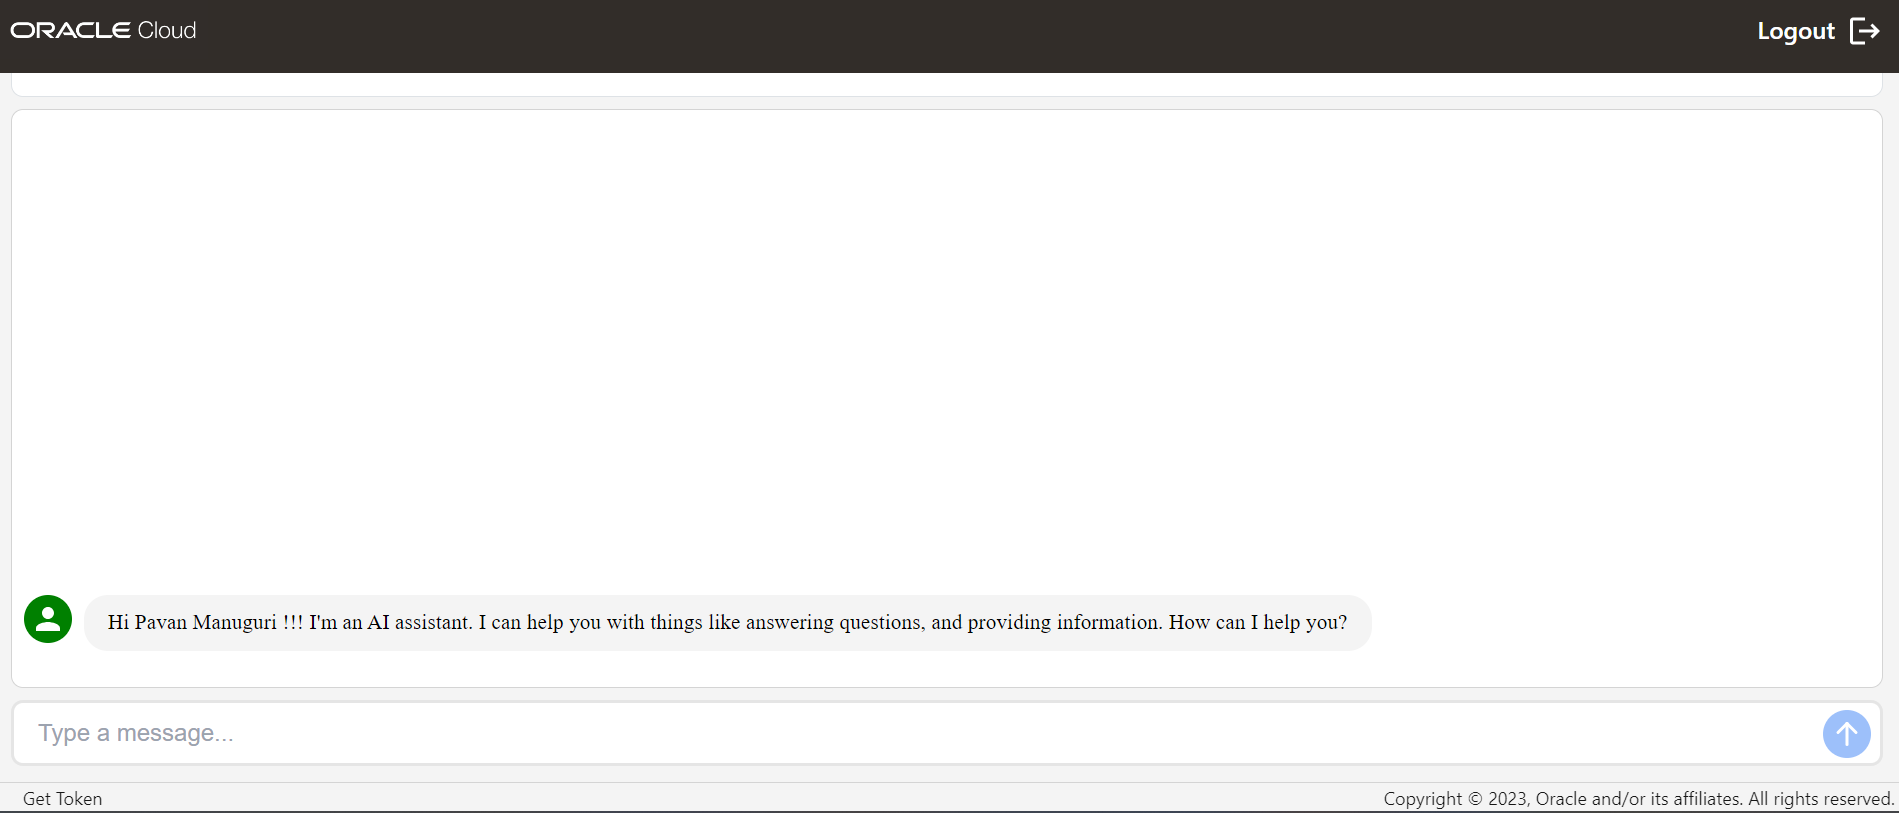 ORACLE Cloud
Logout
Hi Pavan Manuguri !!! I'm an AI assistant. I can help you with things like answering questions, and providing information. How can I help you?
Type a message...
Get Token
Copyright © 2023, Oracle and/or its affiliates. All rights reserved.